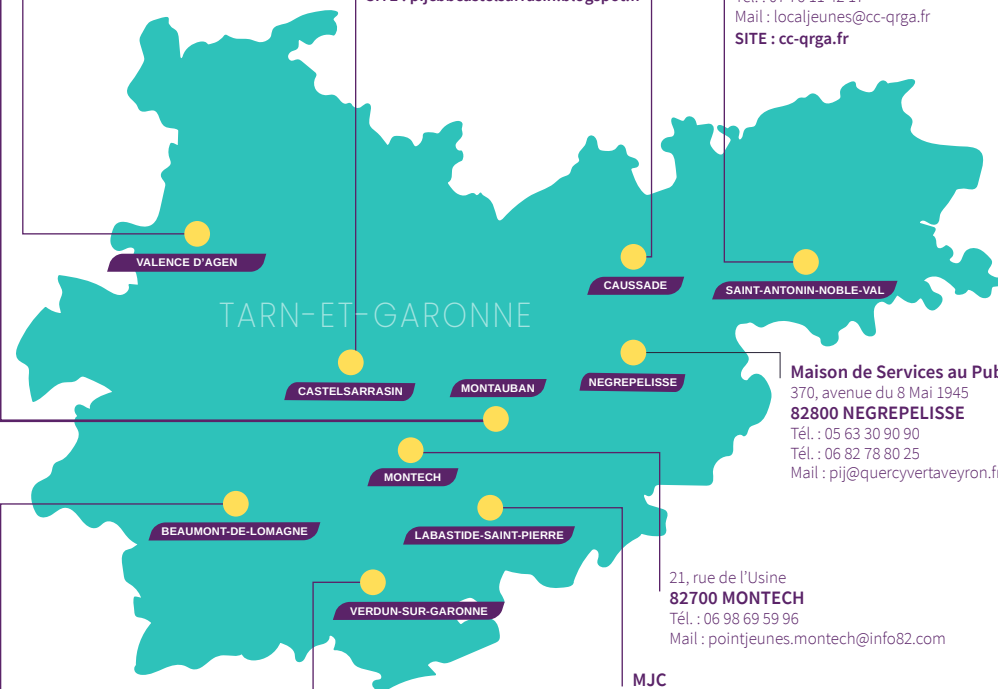 Mail : localjeunes@cc-qrga.fr
SITE : cc-qrga.fr
VALENCE D'AGEN
CAUSSADE
SAINT-ANTONIN-NOBLE-VAL
TARN-ET-GARONNE
CASTELSARRASIN
MONTAUBAN
NEGREPELISSE
Maison de Services au Pub
370, avenue du 8 Mai 1945
82800 NEGREPELISSE
Tél. : 05 63 30 90 90
Tél. : 06 82 78 80 25
Mail : pij@quercyvertaveyron.fr
MONTECH
BEAUMONT-DE-LOMAGNE
LABASTIDE-SAINT-PIERRE
VERDUN-SUR-GARONNE
21, rue de l'Usine
82700 MONTECH
Tél. : 06 98 69 59 96
Mail : pointjeunes.montech@info82.com
MJC